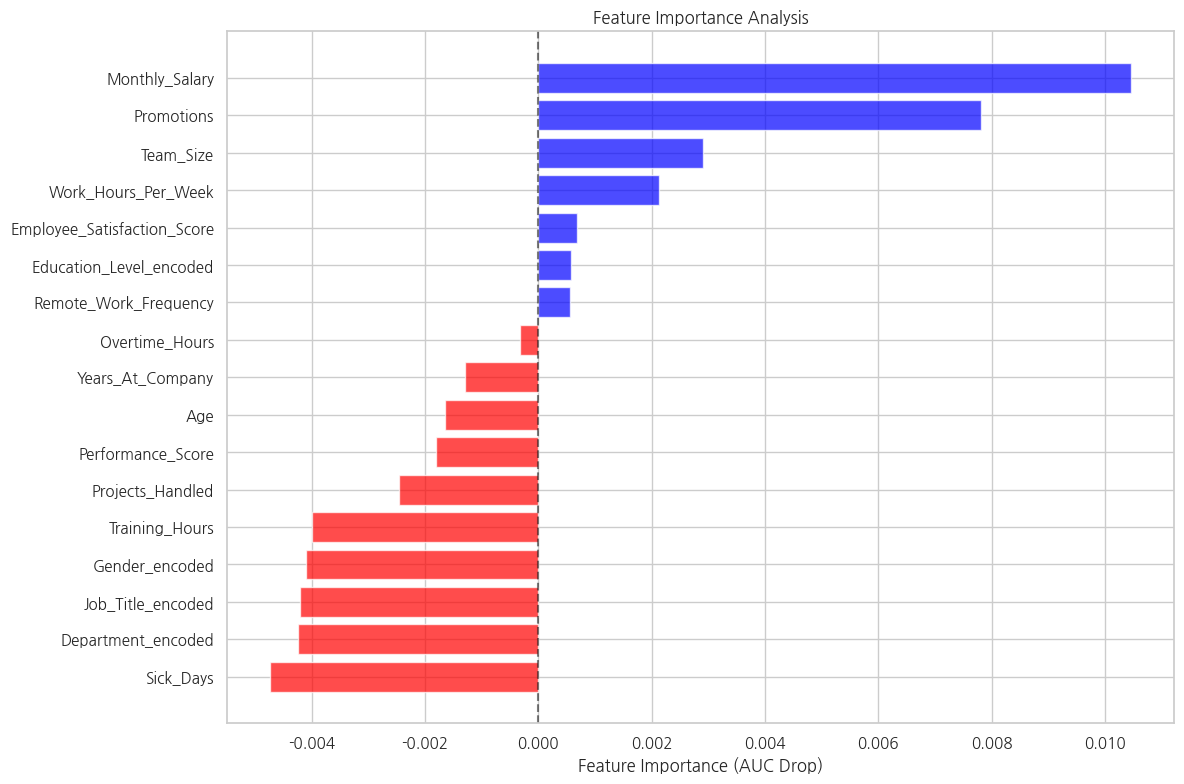 Feature Importance Analysis
Monthly_Salary
Promotions
Team_Size
Work_Hours_Per_Week
Employee_Satisfaction_Score
Education_Level_encoded
Remote_Work_Frequency
Overtime_Hours
Years_At_Company
Age
Performance_Score
Projects_Handled
Training_Hours
Gender_encoded
Job_Title_encoded
Department_encoded
Sick_Days
-0.004 -0.002 0.000 0.002 0.004 0.006 0.008 0.010
Feature Importance (AUC Drop)